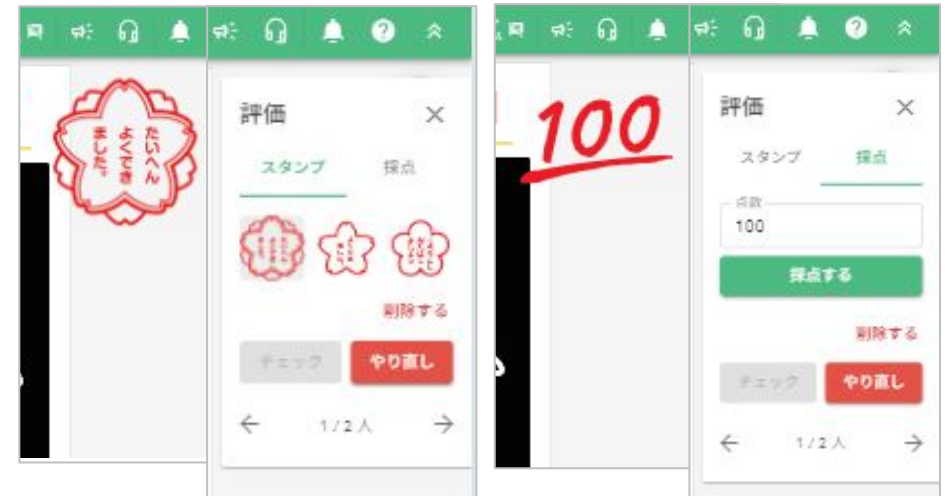 たいへん
よくでき
ました。
評価
スタンプ
採点
削除する
チェック
やり直し
1 / 2 人
100
評価
スタンプ
採点
点数
100
採点する
削除する
チェック
やり直し
1 / 2 人